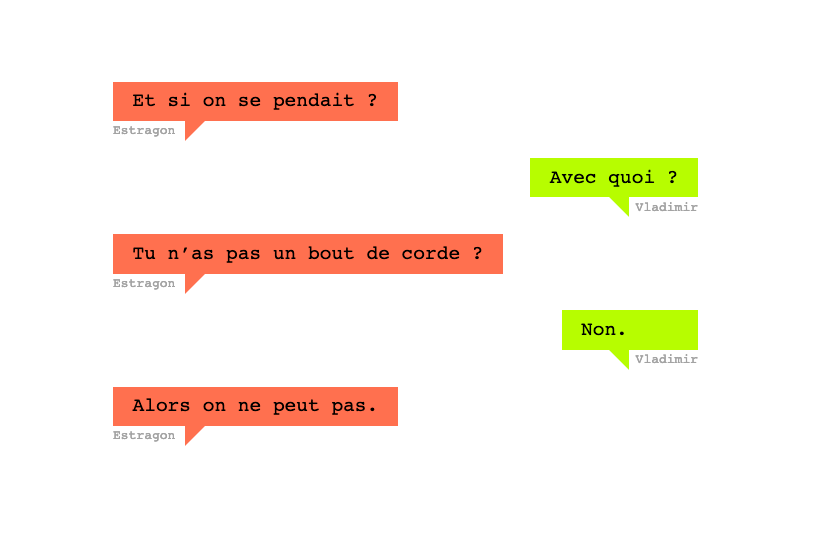 Et si on se pendait ?
Estragon
Avec quoi ?
Vladimir
Tu n’as pas un bout de corde ?
Estragon
Non.
Vladimir
Alors on ne peut pas.
Estragon